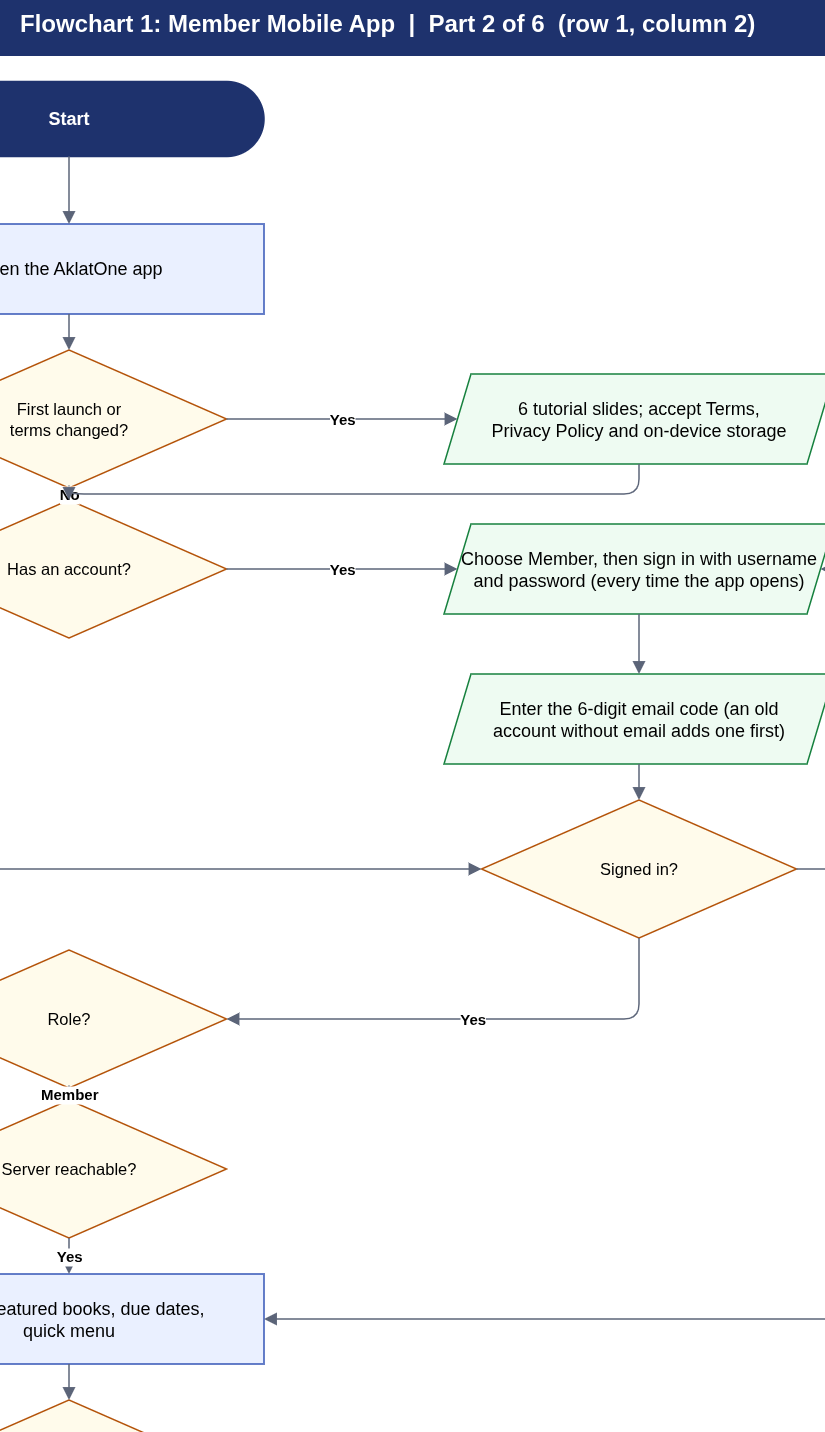 Flowchart 1: Member Mobile App | Part 2 of 6 (row 1, column 2)
Start
en the AklatOne app
First launch or
terms changed?
Yes
6 tutorial slides; accept Terms,
Privacy Policy and on-device storage
No
Has an account?
Yes
Choose Member, then sign in with username
and password (every time the app opens)
Enter the 6-digit email code (an old
account without email adds one first)
Signed in?
Role?
Yes
Member
Server reachable?
Yes
eatured books, due dates,
quick menu